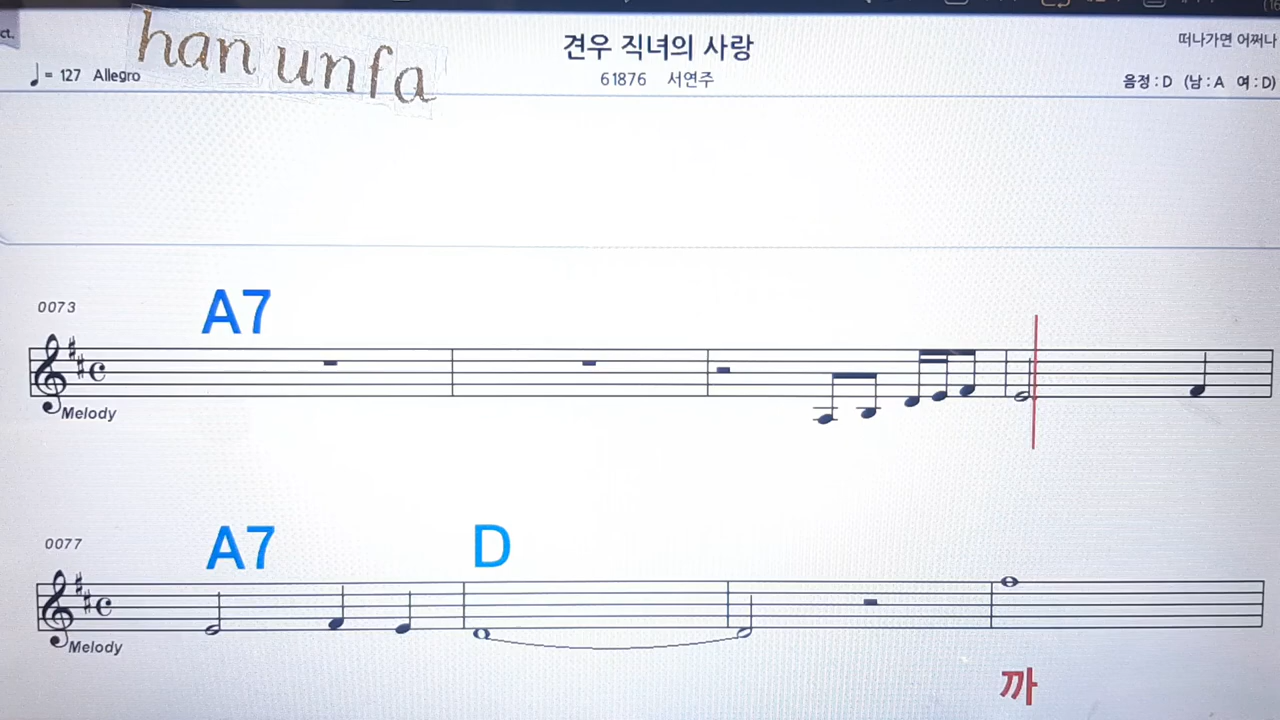 ct.
han unfa
견우 직녀의 사랑
떠나가면 어쩌나
♩= 127 Allegro
61876 서연주
음정 : D (남 : A 여 : D)
0073
A7
Melody
0077
A7 D
Melody
까